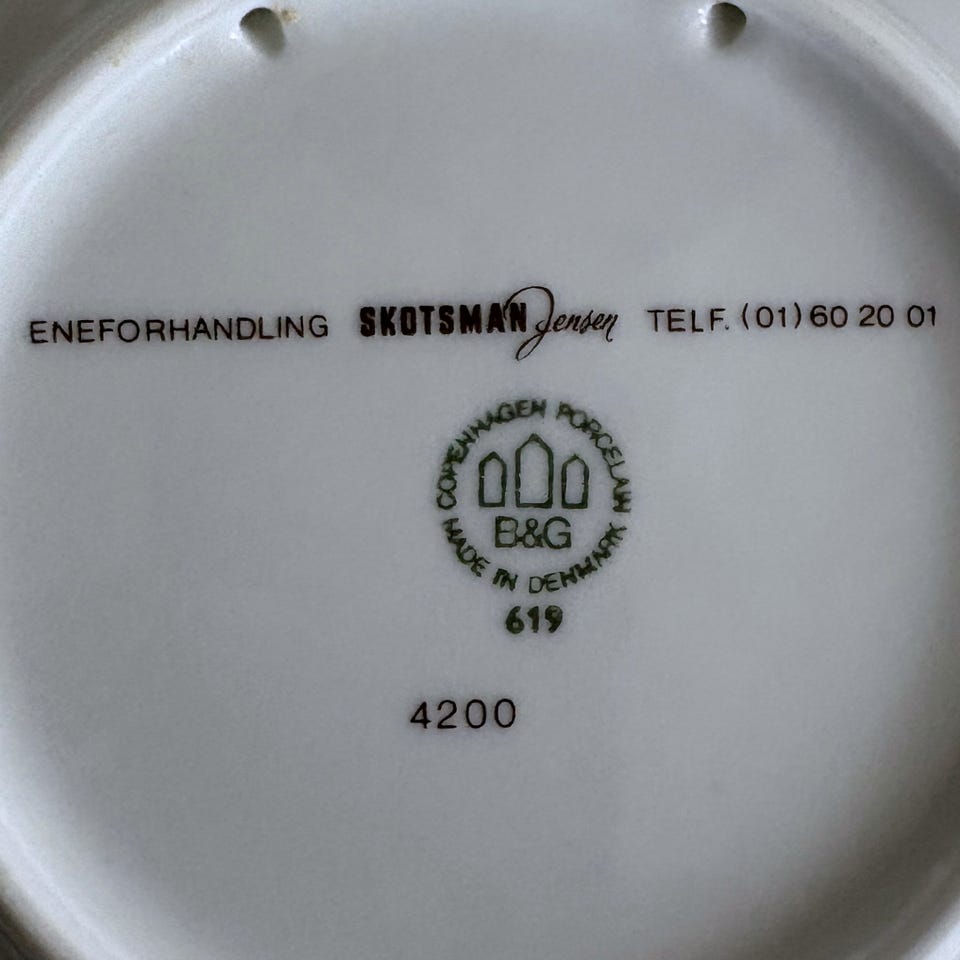 ENEFORHANDLING SKOTSMAN Jensen TELF. (01) 60 20 01
COPENHAGEN PORCELAIN
B&G
MADE IN DENMARK
619
4200